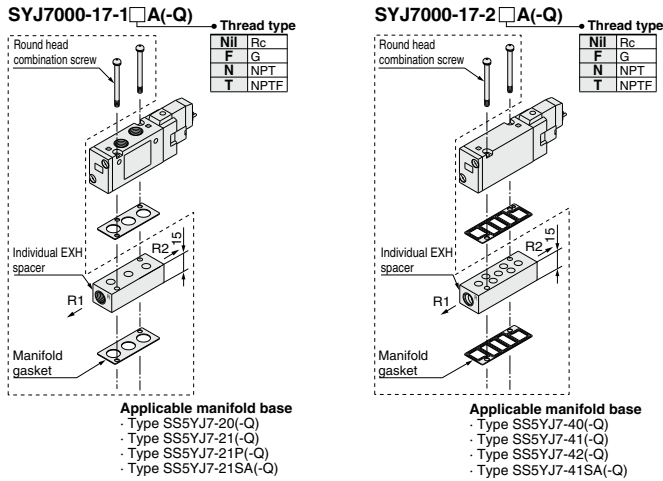 SYJ7000-17-1□A(-Q)
Thread type
Nil Rc
F G
N NPT
T NPTF
Round head
combination screw
Individual EXH
spacer
R1
R2
15
Manifold
gasket
Applicable manifold base
· Type SS5YJ7-20(-Q)
· Type SS5YJ7-21(-Q)
· Type SS5YJ7-21P(-Q)
· Type SS5YJ7-21SA(-Q)
SYJ7000-17-2□A(-Q)
Thread type
Nil Rc
F G
N NPT
T NPTF
Round head
combination screw
Individual EXH
spacer
R1
R2
15
Manifold
gasket
Applicable manifold base
· Type SS5YJ7-40(-Q)
· Type SS5YJ7-41(-Q)
· Type SS5YJ7-42(-Q)
· Type SS5YJ7-41SA(-Q)